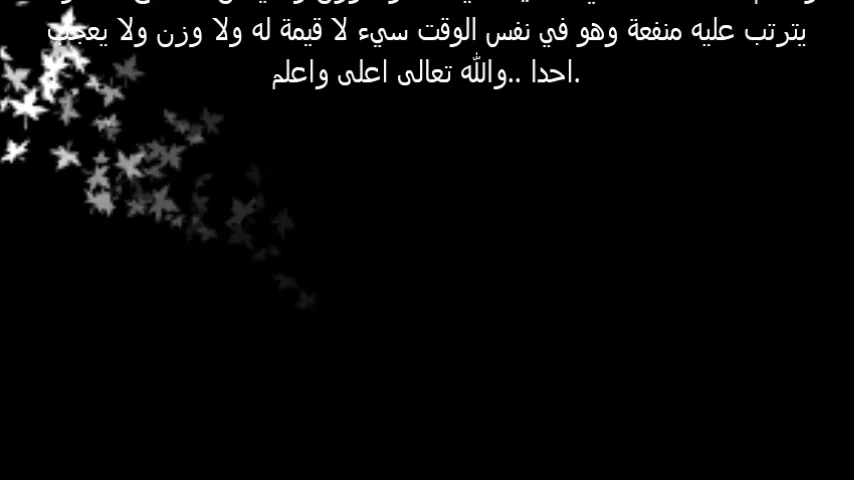 يترتب عليه منفعة وهو في نفس الوقت سيء لا قيمة له ولا وزن ولا يعجب
احدا ..والله تعالى اعلى واعلم.